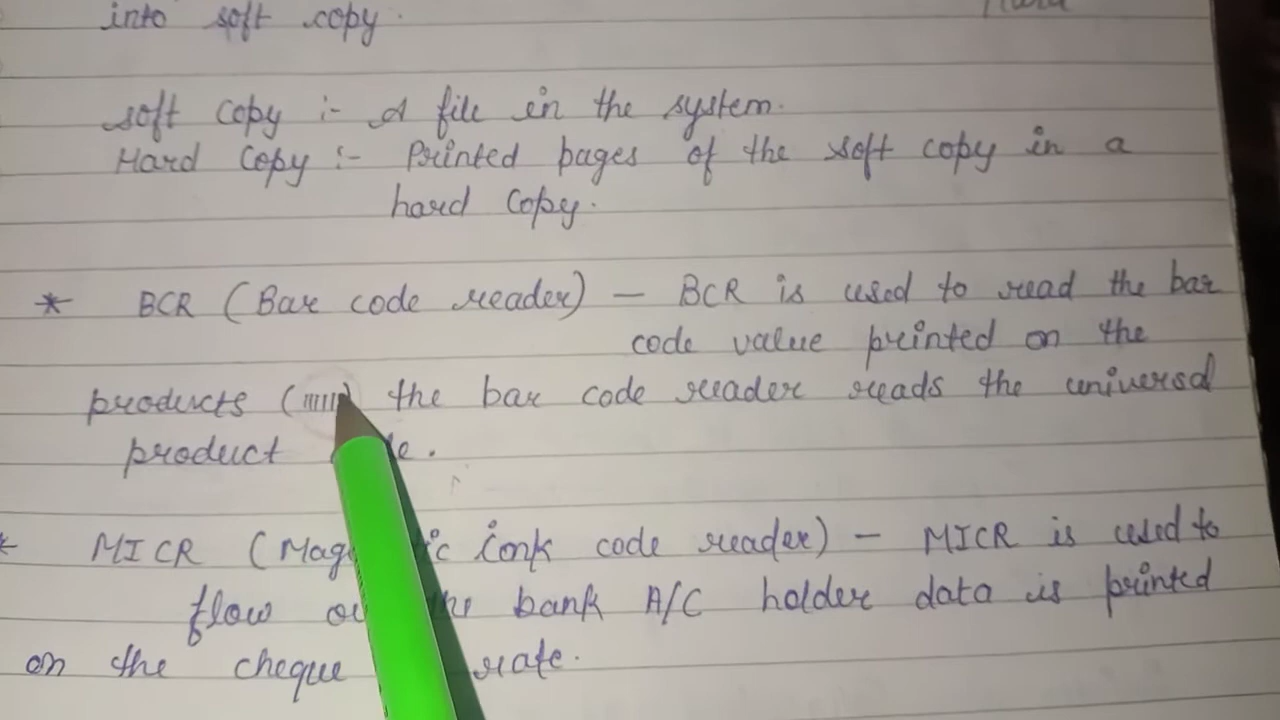 into soft copy.
soft copy :- A file in the system.
Hard Copy :- Printed pages of the soft copy in a
hard Copy.
* BCR (Bar code reader) - BCR is used to read the bar
code value printed on the
products (||||||) the bar code reader reads the universal
product
MICR ( ink code reader) - MICR is used to
flow bank A/C holder data is printed
on the cheque